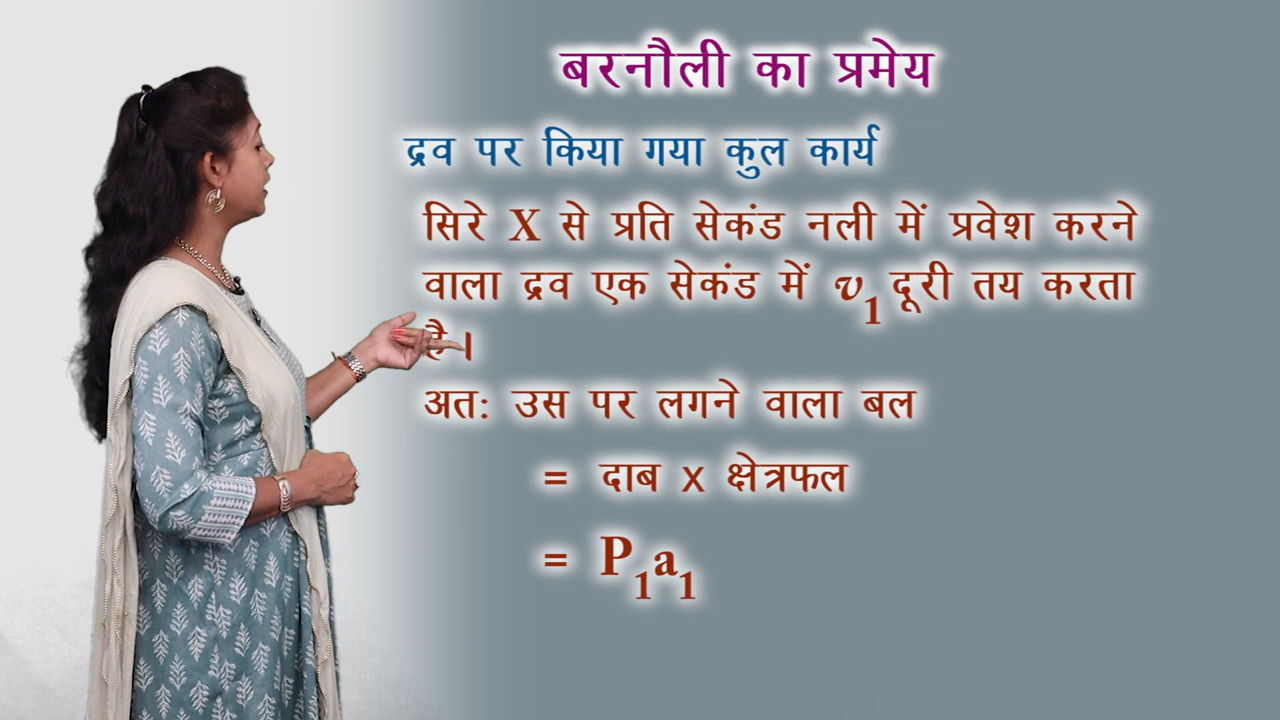 बरनौली का प्रमेय
द्रव पर किया गया कुल कार्य
सिरे X से प्रति सेकंड नली में प्रवेश करने
वाला द्रव एक सेकंड में v₁ दूरी तय करता
है।
अत: उस पर लगने वाला बल
= दाब x क्षेत्रफल
= P₁a₁